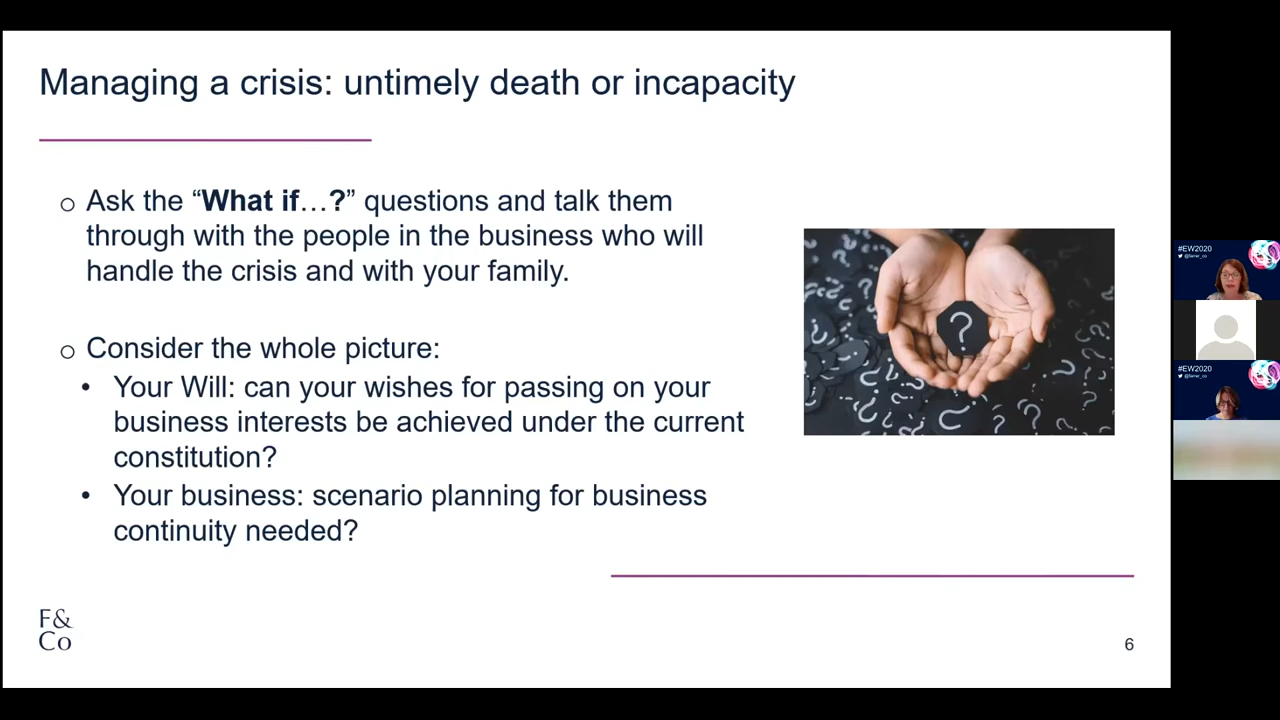 Managing a crisis: untimely death or incapacity
o Ask the “What if…?” questions and talk them
through with the people in the business who will
handle the crisis and with your family.
o Consider the whole picture:
• Your Will: can your wishes for passing on your
business interests be achieved under the current
constitution?
• Your business: scenario planning for business
continuity needed?
F&
Co
6
#EW2020
@farrer_co
#EW2020
@farrer_co
?